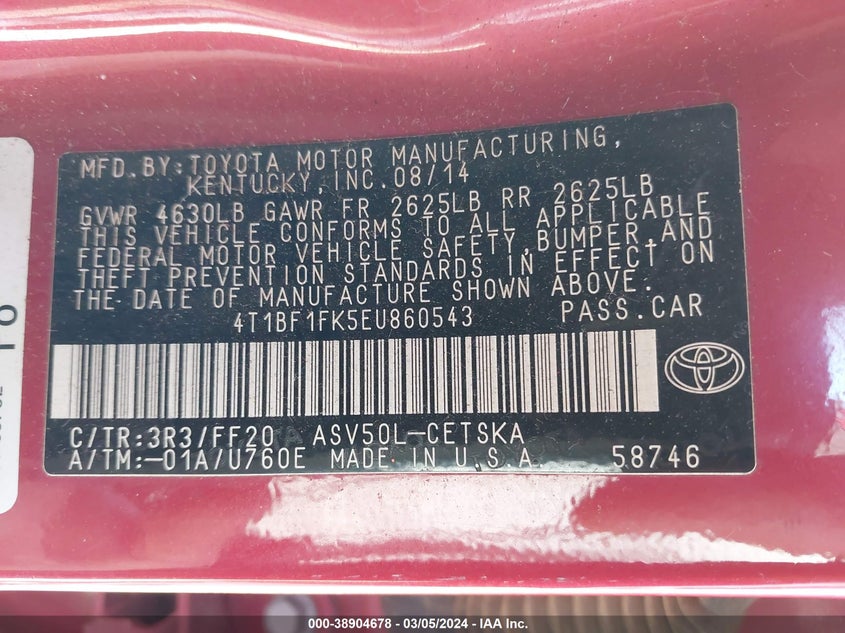 MFD.BY:TOYOTA MOTOR MANUFACTURING,
KENTUCKY, INC.08/14
GVWR 4630LB GAWR FR 2625LB RR 2625LB
THIS VEHICLE CONFORMS TO ALL APPLICABLE
FEDERAL MOTOR VEHICLE SAFETY,BUMPER,AND
THEFT PREVENTION STANDARDS IN EFFECT ON
THE DATE OF MANUFACTURE SHOWN ABOVE.
4T1BF1FK5EU860543 PASS.CAR
C/TR:3R3/FF20 ASV50L-CETSKA
A/TM:-01A/U760E MADE IN U.S.A. 58746
000-38904678 - 03/05/2024 - IAAI.COM